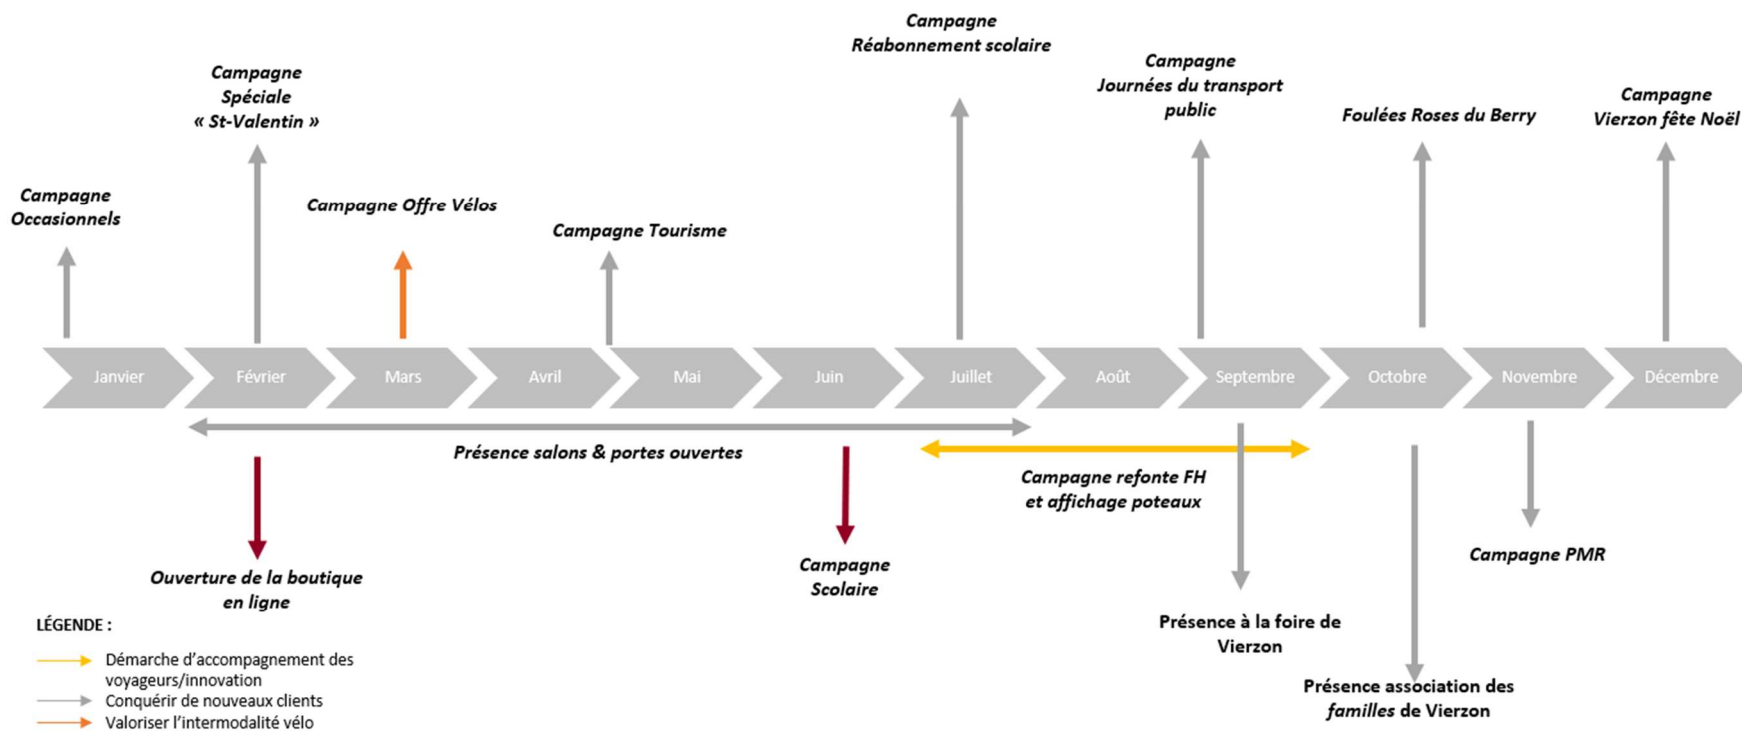 Campagne
Réabonnement scolaire
Campagne
Journées du transport
public
Campagne
Spéciale
« St-Valentin »
Foulées Roses du Berry
Campagne
Vierzon fête Noël
Campagne
Occasionnels
Campagne Offre Vélos
Campagne Tourisme
Janvier
Février
Mars
Avril
Mai
Juin
Juillet
Août
Septembre
Octobre
Novembre
Décembre
Présence salons & portes ouvertes
Campagne refonte FH
et affichage poteaux
Ouverture de la boutique
en ligne
Campagne
Scolaire
Campagne PMR
Présence à la foire de
Vierzon
Présence association des
familles de Vierzon
LÉGENDE :
Démarche d’accompagnement des
voyageurs/innovation
Conquérir de nouveaux clients
Valoriser l’intermodalité vélo